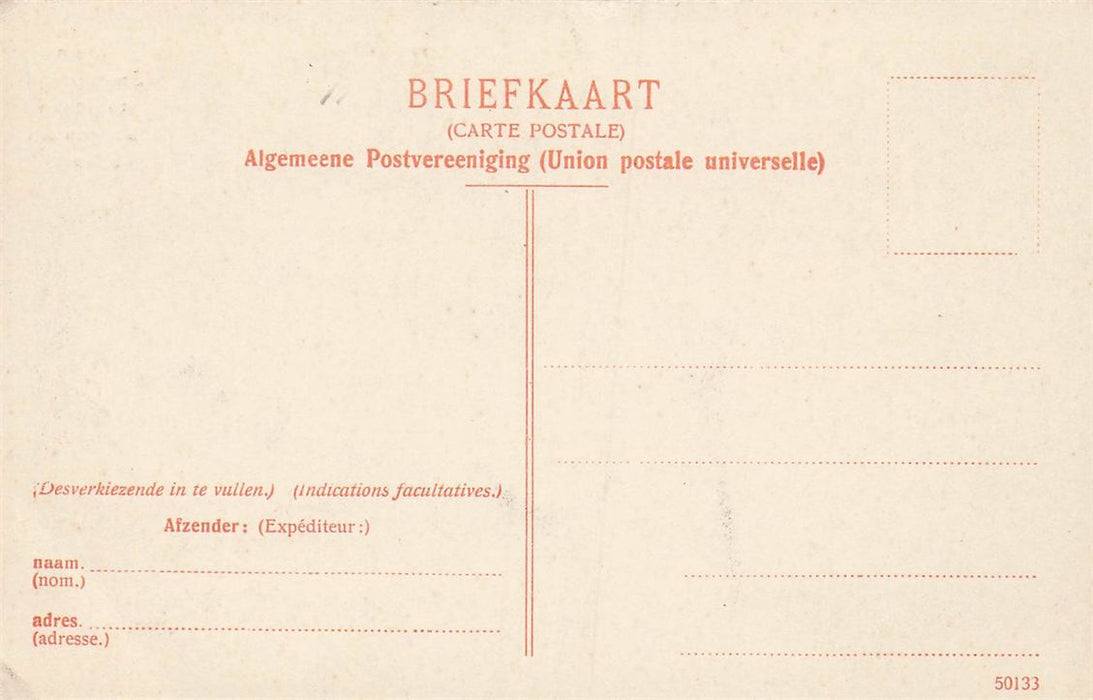 BRIEFKAART
(CARTE POSTALE)
Algemeene Postvereeniging (Union postale universelle)
(Desverkiezende in te vullen.) (Indications facultatives.)
Afzender: (Expéditeur:)
naam.
(nom.)
adres.
(adresse.)
50133